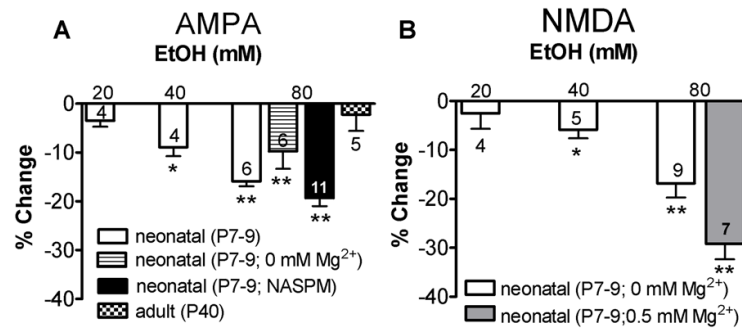 A
AMPA
EtOH (mM)
20 40 80
0
-10
-20
-30
-40
% Change
4
4
*
6
**
6
**
11
**
5
neonatal (P7-9)
neonatal (P7-9; 0 mM Mg²⁺)
neonatal (P7-9; NASPM)
adult (P40)
B
NMDA
EtOH (mM)
20 40 80
0
-10
-20
-30
-40
% Change
4
5
*
9
**
7
**
neonatal (P7-9; 0 mM Mg²⁺)
neonatal (P7-9;0.5 mM Mg²⁺)